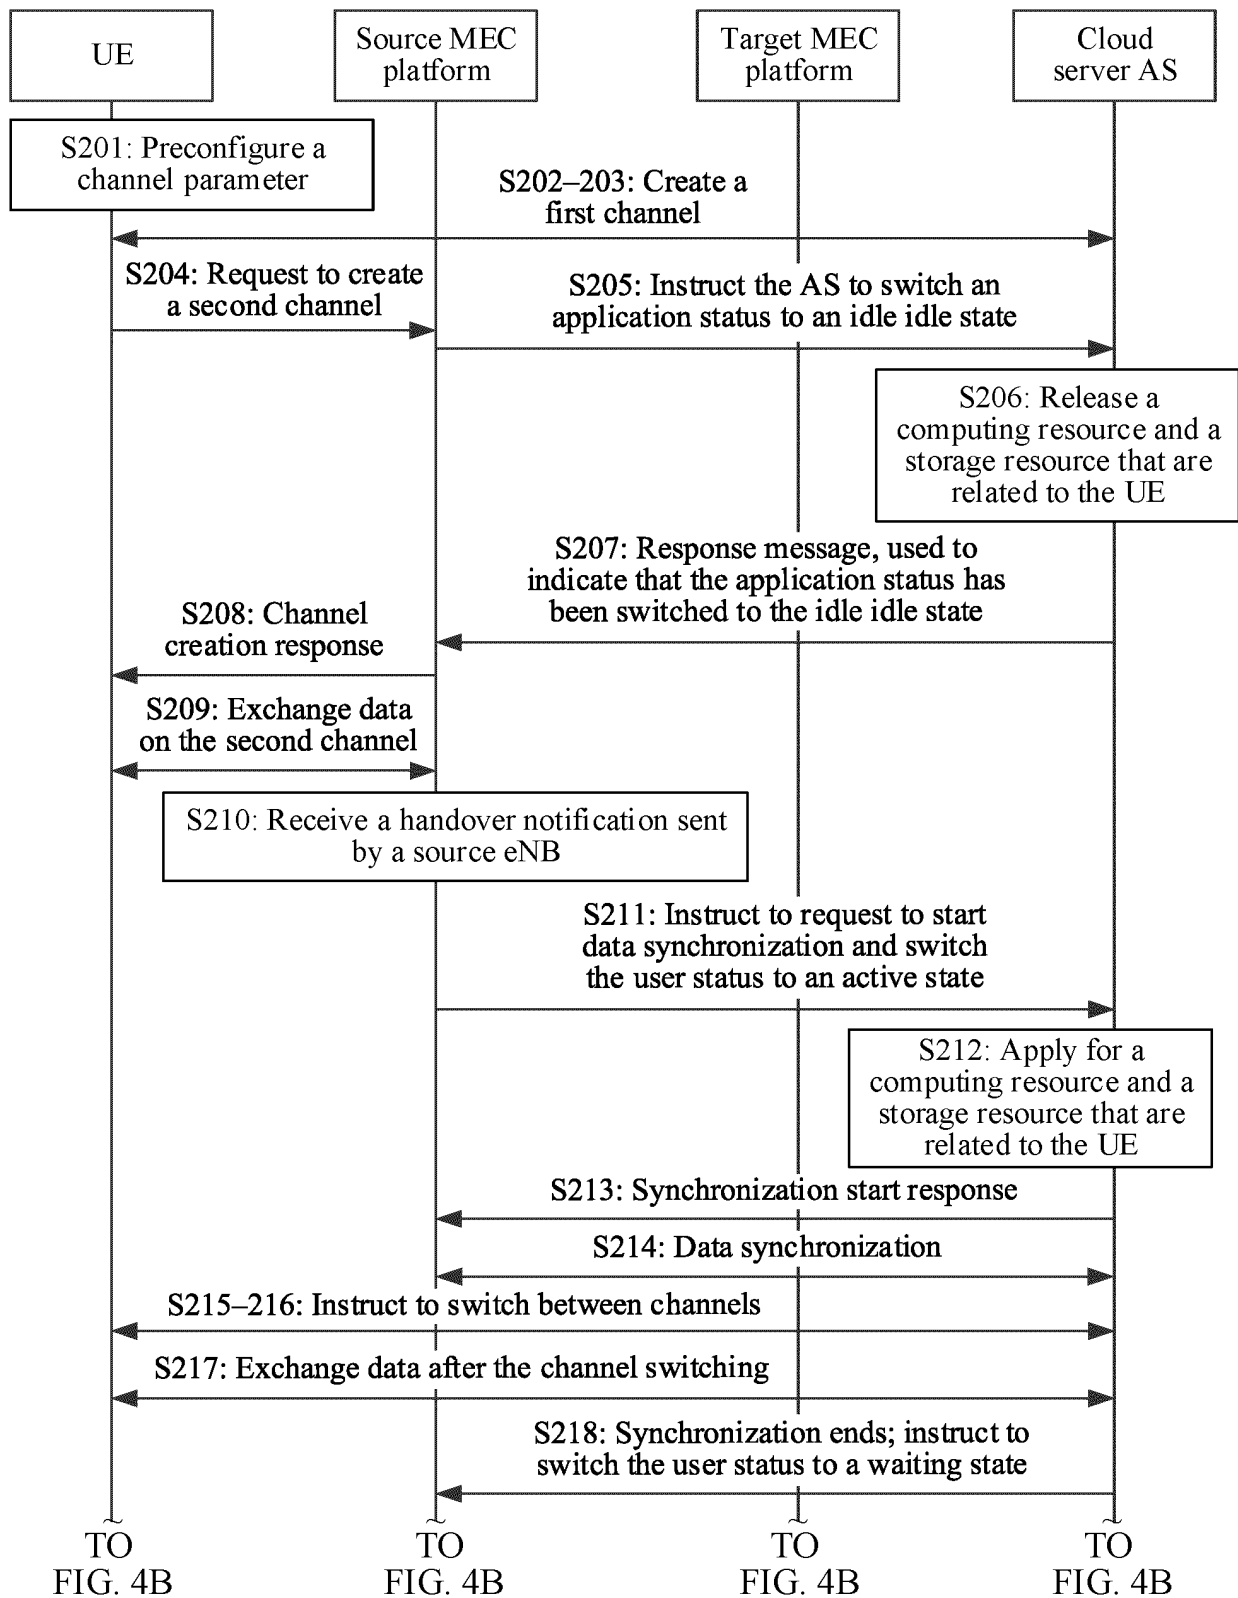 UE
Source MEC
platform
Target MEC
platform
Cloud
server AS
S201: Preconfigure a
channel parameter
S202–203: Create a
first channel
S204: Request to create
a second channel
S205: Instruct the AS to switch an
application status to an idle idle state
S206: Release a
computing resource and a
storage resource that are
related to the UE
S207: Response message, used to
indicate that the application status has
been switched to the idle idle state
S208: Channel
creation response
S209: Exchange data
on the second channel
S210: Receive a handover notification sent
by a source eNB
S211: Instruct to request to start
data synchronization and switch
the user status to an active state
S212: Apply for a
computing resource and a
storage resource that are
related to the UE
S213: Synchronization start response
S214: Data synchronization
S215–216: Instruct to switch between channels
S217: Exchange data after the channel switching
S218: Synchronization ends; instruct to
switch the user status to a waiting state
TO
FIG. 4B
TO
FIG. 4B
TO
FIG. 4B
TO
FIG. 4B